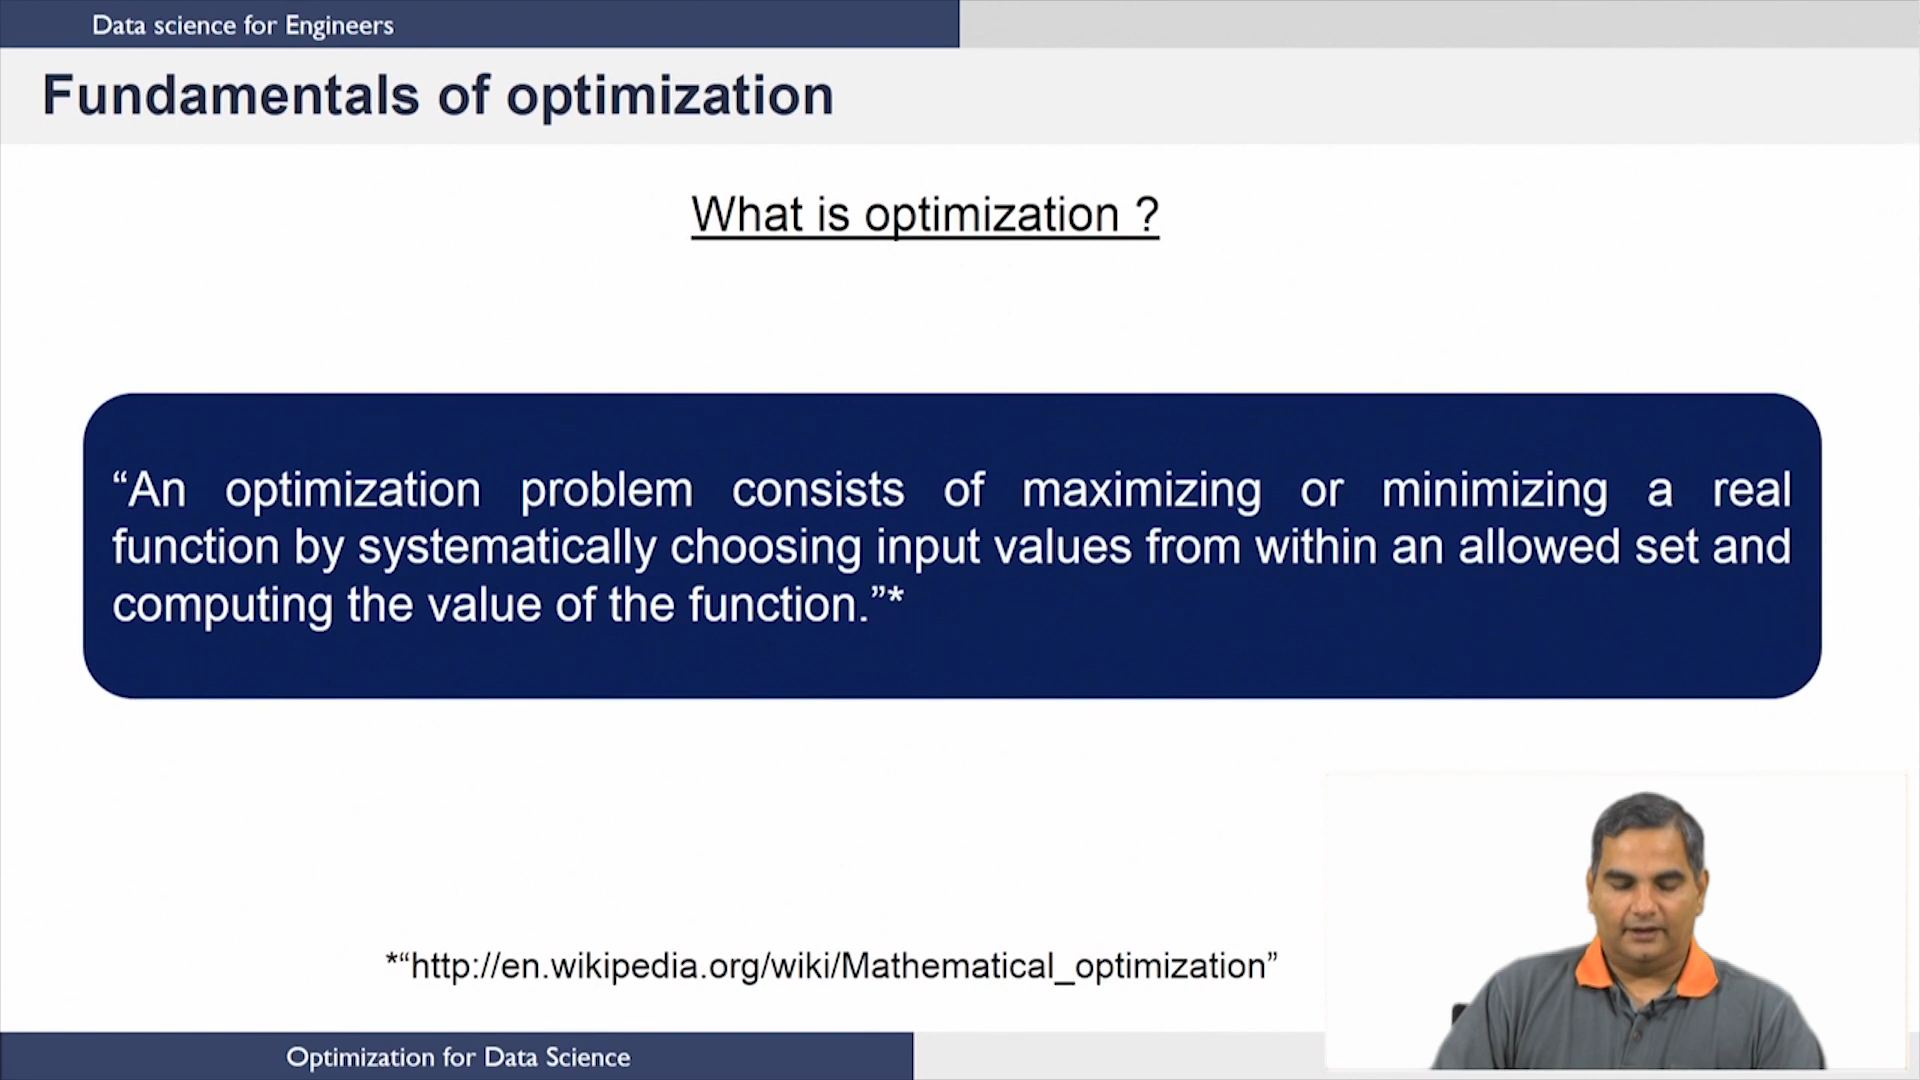 Data science for Engineers
Fundamentals of optimization
What is optimization ?
“An optimization problem consists of maximizing or minimizing a real
function by systematically choosing input values from within an allowed set and
computing the value of the function.”*
*“http://en.wikipedia.org/wiki/Mathematical_optimization”
Optimization for Data Science